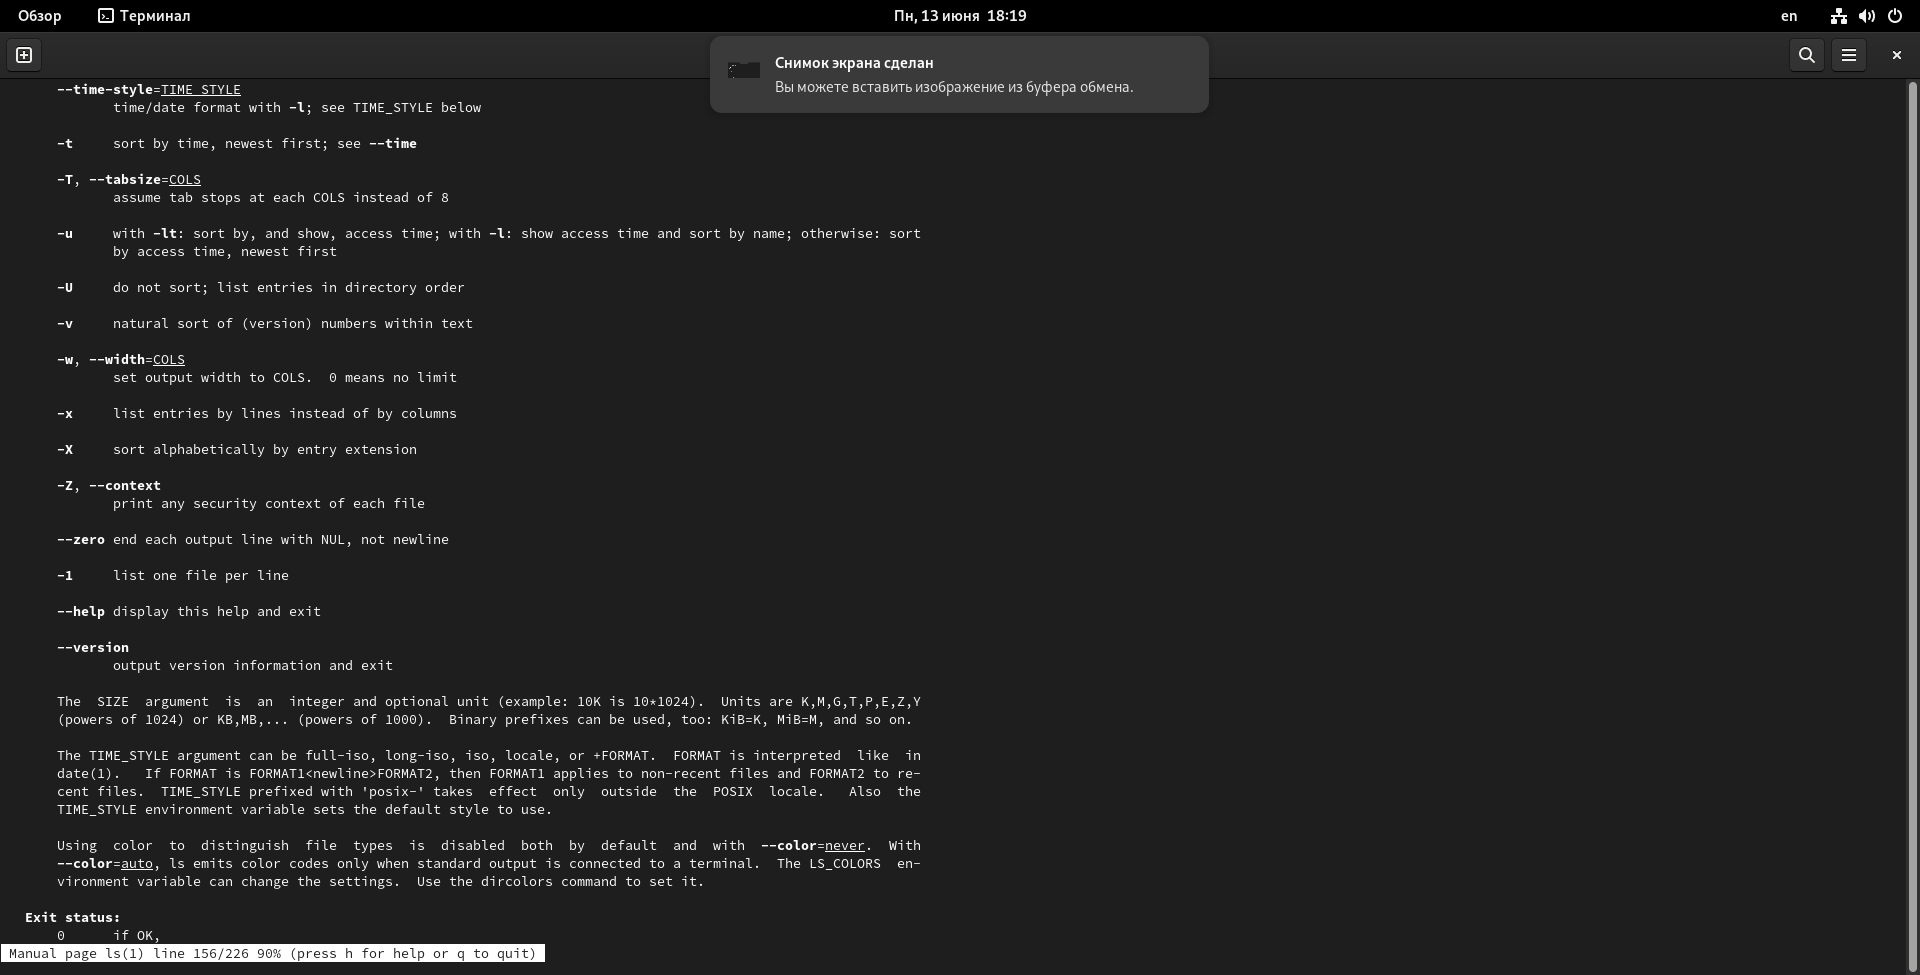 Обзор Терминал Пн, 13 июня 18:19 en
Снимок экрана сделан
Вы можете вставить изображение из буфера обмена.
--time-style=TIME_STYLE
time/date format with -l; see TIME_STYLE below
-t sort by time, newest first; see --time
-T, --tabsize=COLS
assume tab stops at each COLS instead of 8
-u with -lt: sort by, and show, access time; with -l: show access time and sort by name; otherwise: sort
by access time, newest first
-U do not sort; list entries in directory order
-v natural sort of (version) numbers within text
-w, --width=COLS
set output width to COLS.  0 means no limit
-x list entries by lines instead of by columns
-X sort alphabetically by entry extension
-Z, --context
print any security context of each file
--zero end each output line with NUL, not newline
-1 list one file per line
--help display this help and exit
--version
output version information and exit
The SIZE argument is an integer and optional unit (example: 10K is 10*1024). Units are K,M,G,T,P,E,Z,Y
(powers of 1024) or KB,MB,... (powers of 1000). Binary prefixes can be used, too: KiB=K, MiB=M, and so on.
The TIME_STYLE argument can be full-iso, long-iso, iso, locale, or +FORMAT. FORMAT is interpreted like in
date(1). If FORMAT is FORMAT1<newline>FORMAT2, then FORMAT1 applies to non-recent files and FORMAT2 to re-
cent files. TIME_STYLE prefixed with 'posix-' takes effect only outside the POSIX locale. Also the
TIME_STYLE environment variable sets the default style to use.
Using color to distinguish file types is disabled both by default and with --color=never. With
--color=auto, ls emits color codes only when standard output is connected to a terminal. The LS_COLORS en-
vironment variable can change the settings. Use the dircolors command to set it.
Exit status:
0 if OK,
Manual page ls(1) line 156/226 90% (press h for help or q to quit)